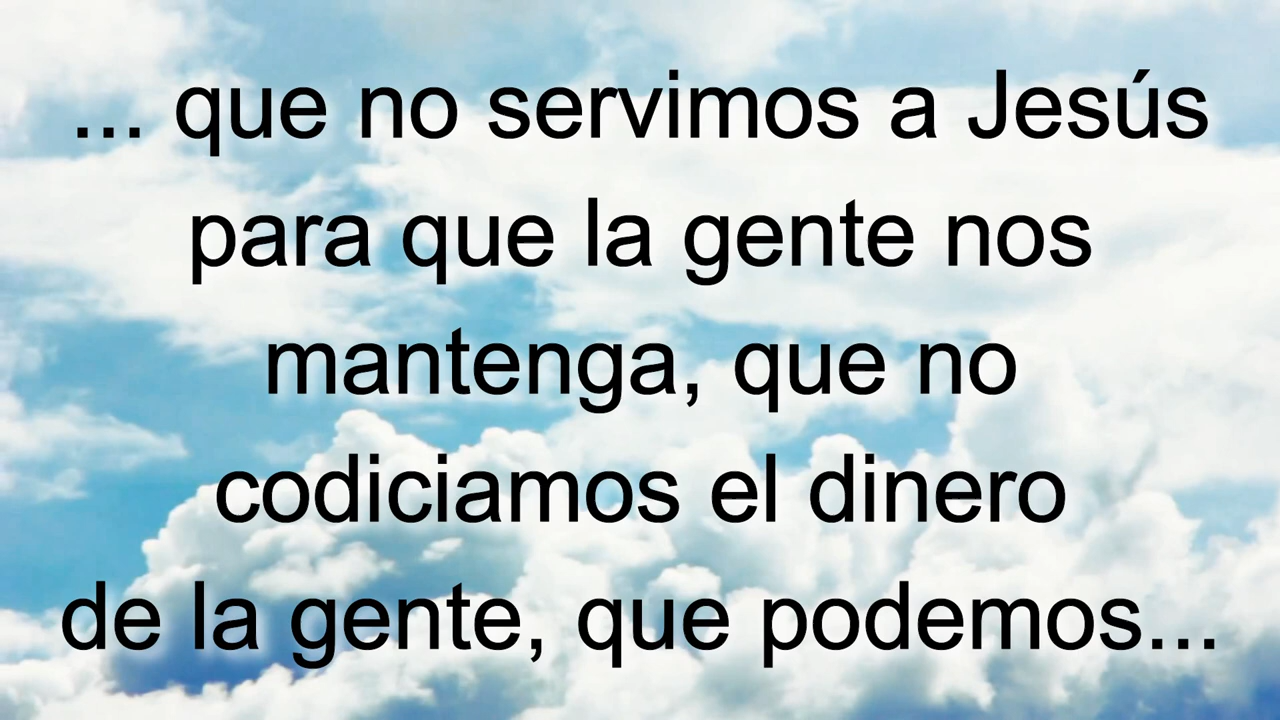 ... que no servimos a Jesús
para que la gente nos
mantenga, que no
codiciamos el dinero
de la gente, que podemos...